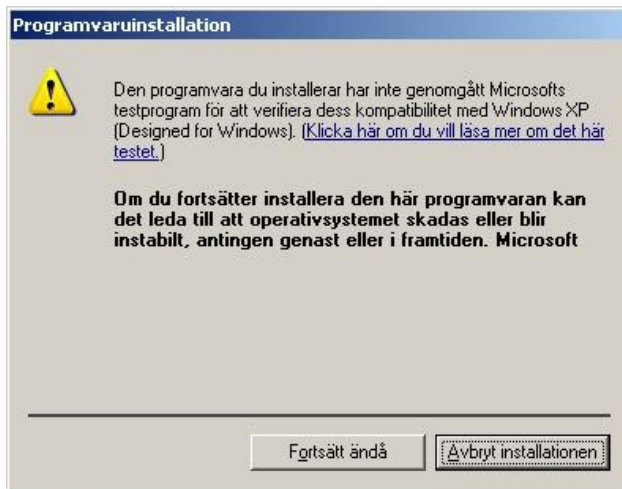 Programvaruinstallation
Den programvara du installerar har inte genomgått Microsofts
testprogram för att verifiera dess kompatibilitet med Windows XP
(Designed for Windows). (Klicka här om du vill läsa mer om det här
testet.)
Om du fortsätter installera den här programvaran kan
det leda till att operativsystemet skadas eller blir
instabilt, antingen genast eller i framtiden. Microsoft
Fortsätt ändå
Avbryt installationen